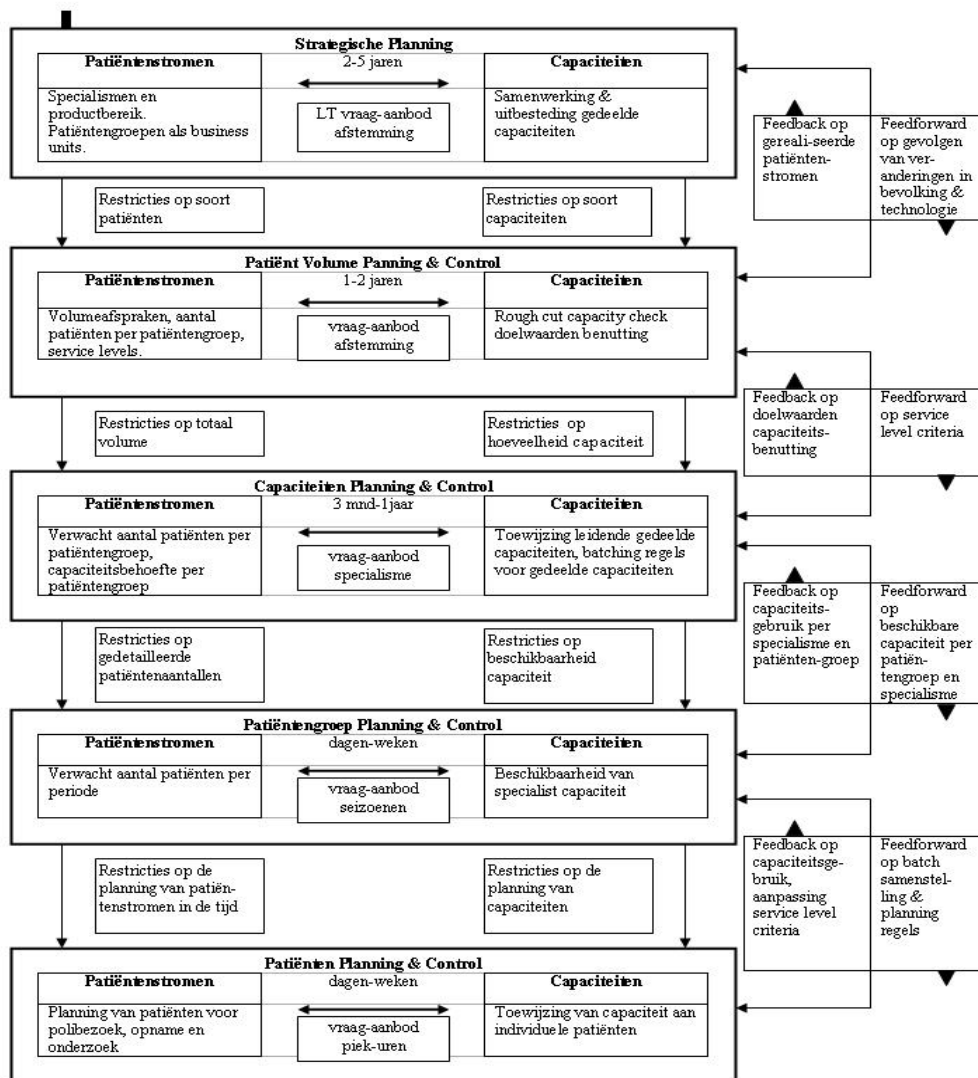 Strategische Planning
Patiëntenstromen
2-5 jaren
Capaciteiten
Specialismen en
productbereik.
Patiëntengroepen als business
units.
LT vraag-aanbod
afstemming
Samenwerking &
uitbesteding gedeelde
capaciteiten
Feedback op
gereali-seerde
patiënten-
stromen
Feedforward
op gevolgen
van ver-
anderingen in
bevolking &
technologie
Restricties op soort
patiënten
Restricties op soort
capaciteiten
Patiënt Volume Panning & Control
Patiëntenstromen
1-2 jaren
Capaciteiten
Volumeafspraken, aantal
patiënten per patiëntengroep,
service levels.
vraag-aanbod
afstemming
Rough cut capacity check
doelwaarden benutting
Feedback op
doelwaarden
capaciteits-
benutting
Feedforward
op service
level criteria
Restricties op totaal
volume
Restricties op
hoeveelheid capaciteit
Capaciteiten Planning & Control
Patiëntenstromen
3 mnd-1jaar
Capaciteiten
Verwacht aantal patiënten per
patiëntengroep,
capaciteitsbehoefte per
patiëntengroep
vraag-aanbod
specialisme
Toewijzing leidende gedeelde
capaciteiten, batching regels
voor gedeelde capaciteiten
Feedback op
capaciteits-
gebruik per
specialisme en
patiënten-groep
Feedforward
op
beschikbare
capaciteit per
patiën-
tengroep en
specialisme
Restricties op
gedetailleerde
patiëntenaantallen
Restricties op
beschikbaarheid
capaciteit
Patiëntengroep Planning & Control
Patiëntenstromen
dagen-weken
Capaciteiten
Verwacht aantal patiënten per
periode
vraag-aanbod
seizoenen
Beschikbaarheid van
specialist capaciteit
Feedback op
capaciteitsge-
bruik,
aanpassing
service level
criteria
Feedforward
op batch
samenstel-
ling &
planning
regels
Restricties op de
planning van patiën-
tenstromen in de tijd
Restricties op de
planning van
capaciteiten
Patiënten Planning & Control
Patiëntenstromen
dagen-weken
Capaciteiten
Planning van patiënten voor
polibezoek, opname en
onderzoek
vraag-aanbod
piek-uren
Toewijzing van capaciteit aan
individuele patiënten